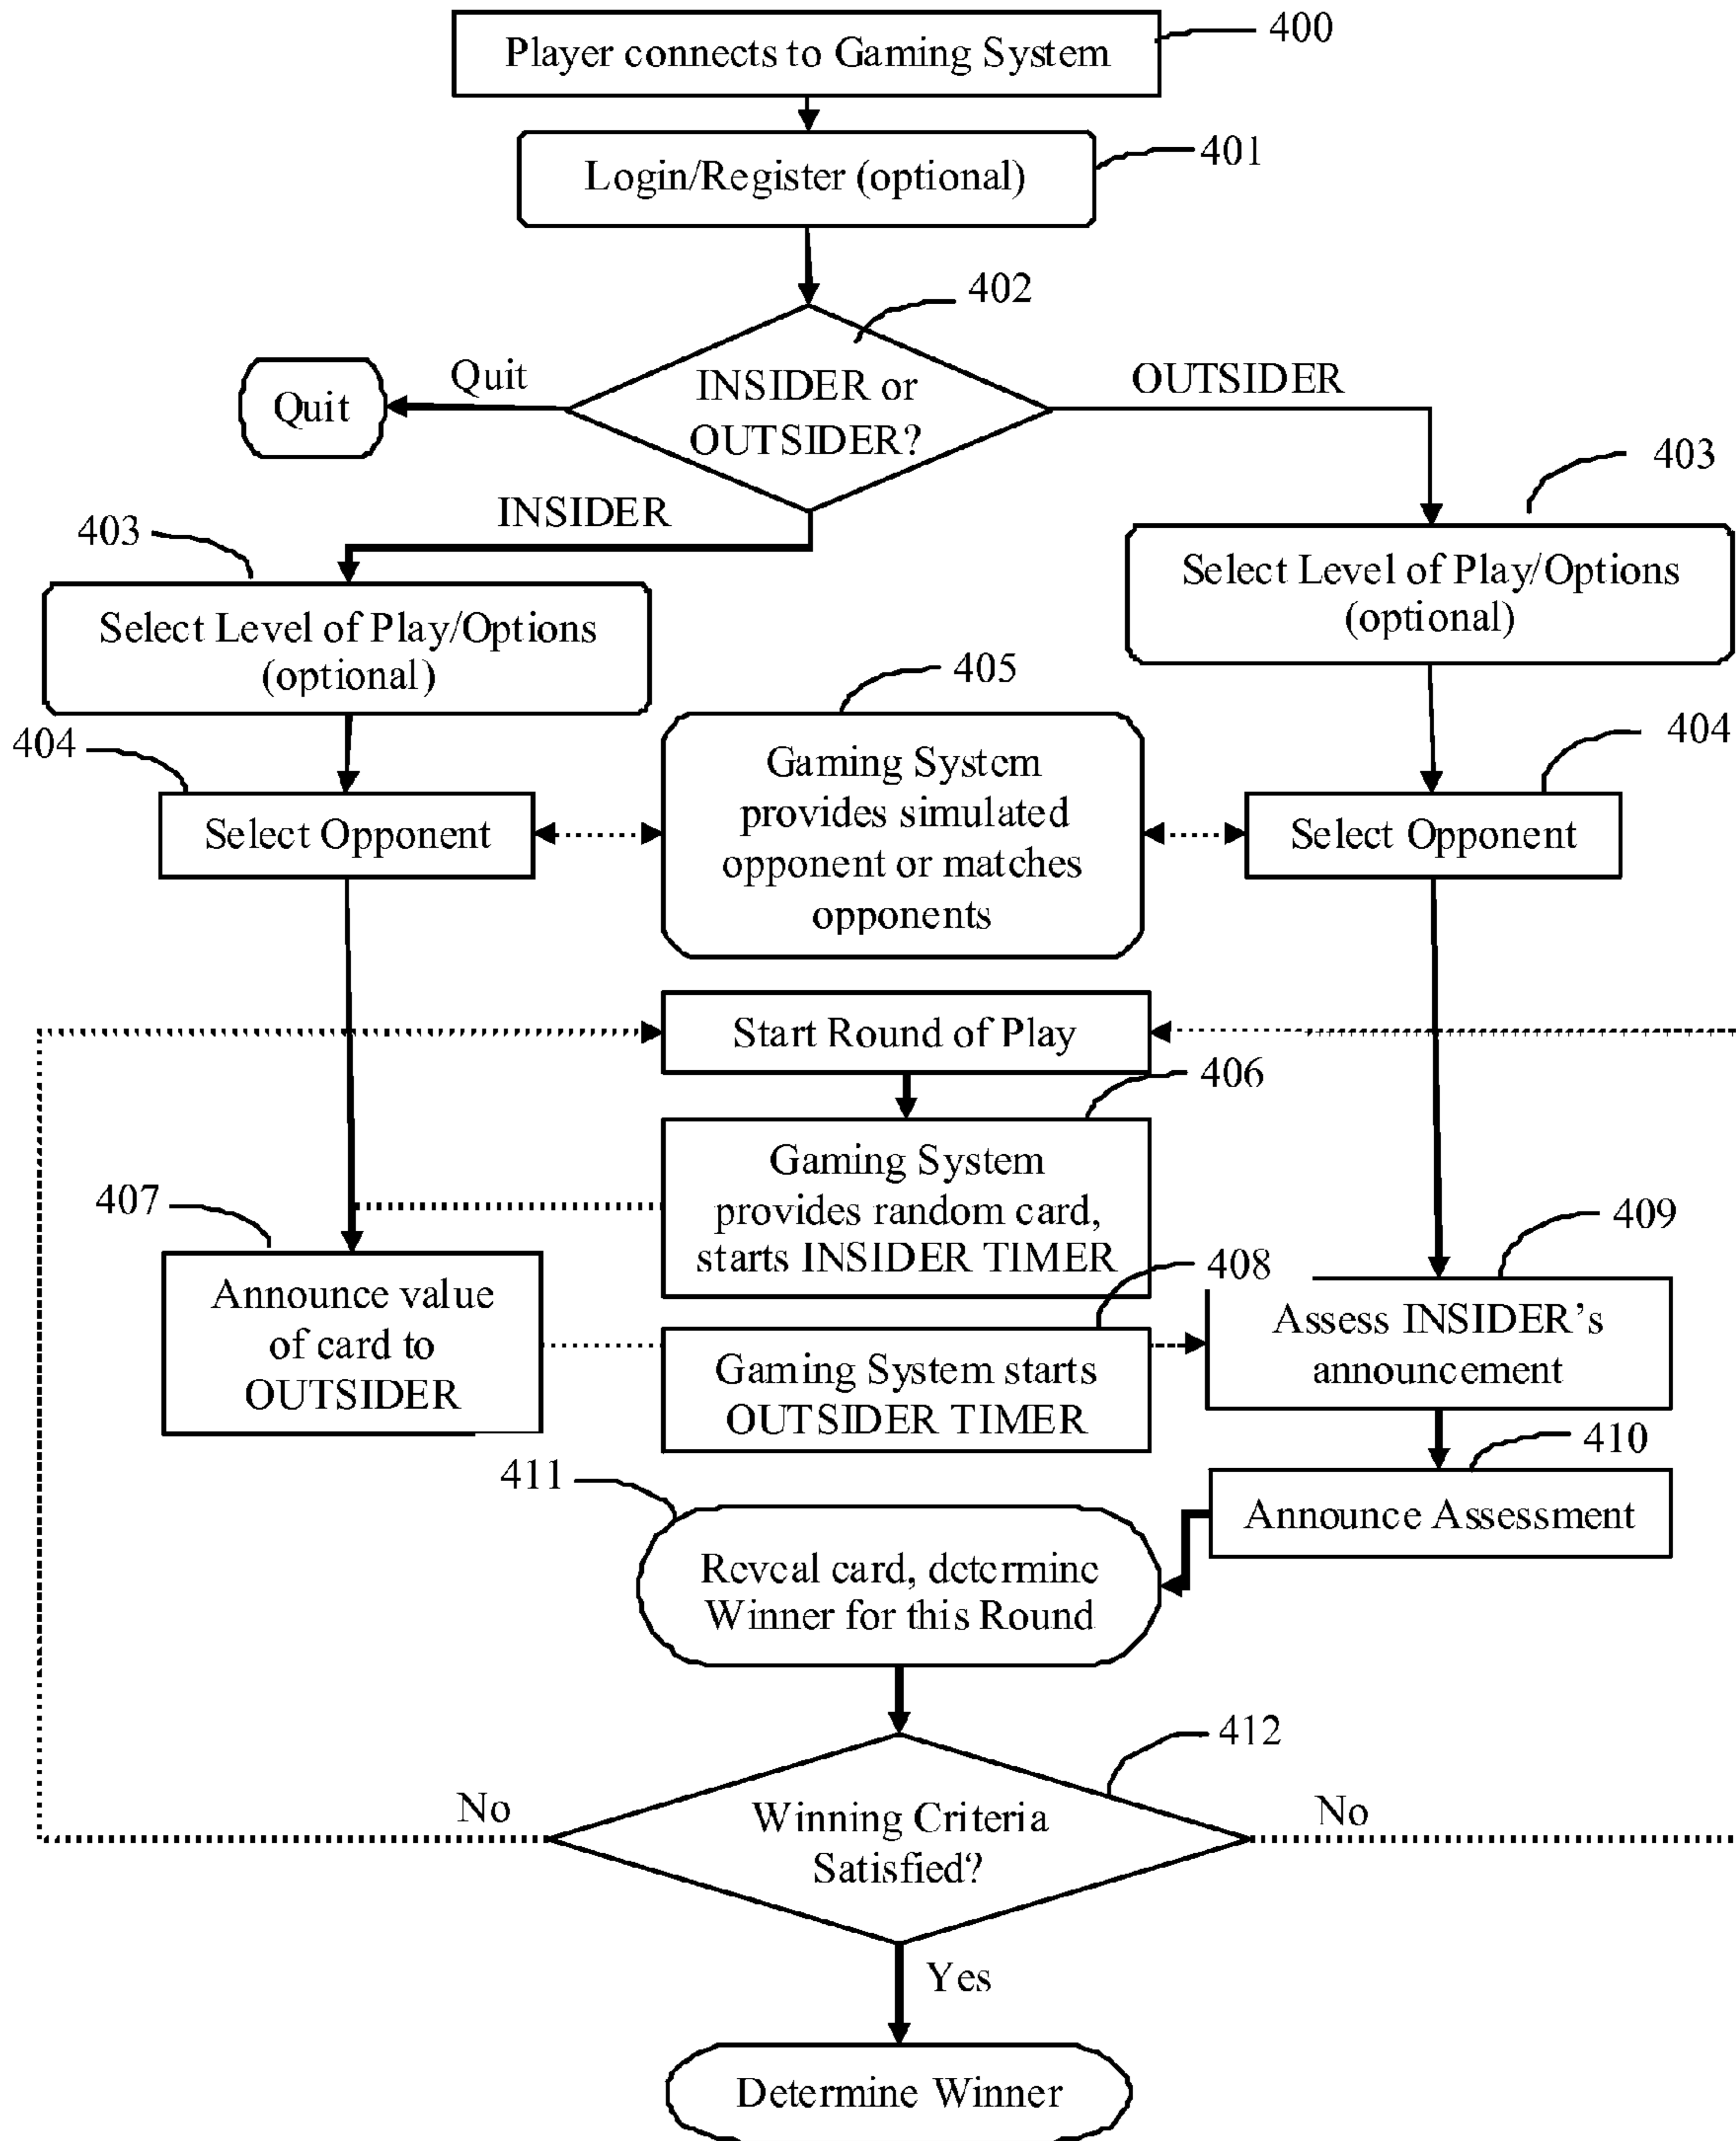 Player connects to Gaming System
400
Login/Register (optional)
401
402
INSIDER or
OUTSIDER?
Quit
Quit
OUTSIDER
INSIDER
403
Select Level of Play/Options
(optional)
403
Select Level of Play/Options
(optional)
404
Select Opponent
405
Gaming System
provides simulated
opponent or matches
opponents
404
Select Opponent
Start Round of Play
406
Gaming System
provides random card,
starts INSIDER TIMER
407
Announce value
of card to
OUTSIDER
408
Gaming System starts
OUTSIDER TIMER
409
Assess INSIDER's
announcement
410
Announce Assessment
411
Reveal card, determine
Winner for this Round
412
Winning Criteria
Satisfied?
No
No
Yes
Determine Winner